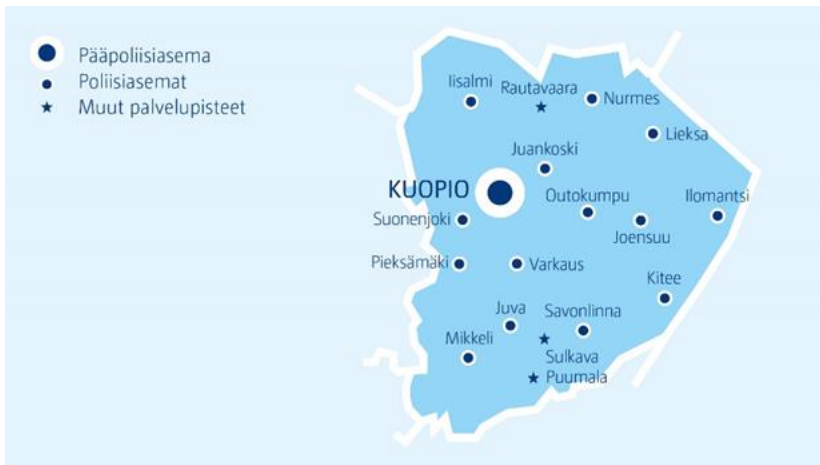 Pääpoliisiasema
Poliisiasemat
Muut palvelupisteet
Iisalmi
Rautavaara
Nurmes
Lieksa
Juankoski
KUOPIO
Outokumpu
Ilomantsi
Suonenjoki
Joensuu
Pieksämäki
Varkaus
Kitee
Juva
Savonlinna
Mikkeli
Sulkava
Puumala